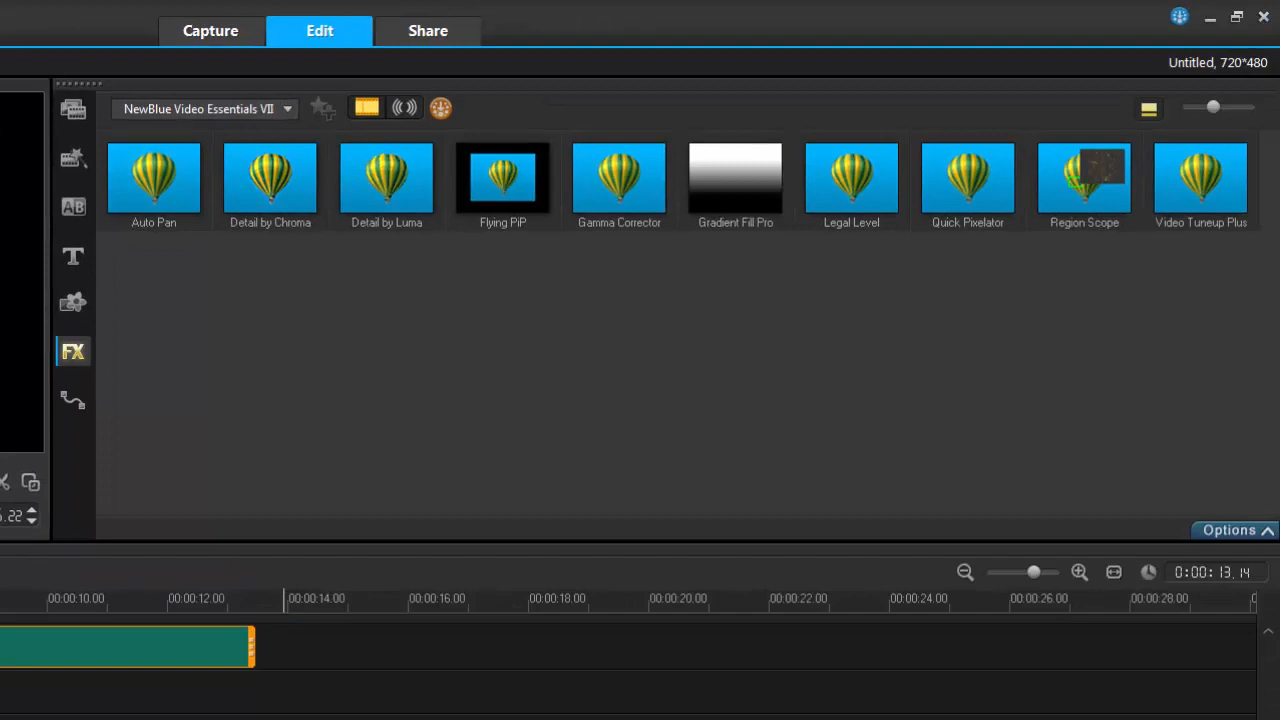 Capture
Edit
Share
Untitled, 720*480
NewBlue Video Essentials VII
Auto Pan
Detail by Chroma
Detail by Luma
Flying PiP
Gamma Corrector
Gradient Fill Pro
Legal Level
Quick Pixelator
Region Scope
Video Tuneup Plus
AB
T
FX
.22
Options
0:00:13.14
00:00:10.00
00:00:12.00
00:00:14.00
00:00:16.00
00:00:18.00
00:00:20.00
00:00:22.00
00:00:24.00
00:00:26.00
00:00:28.00